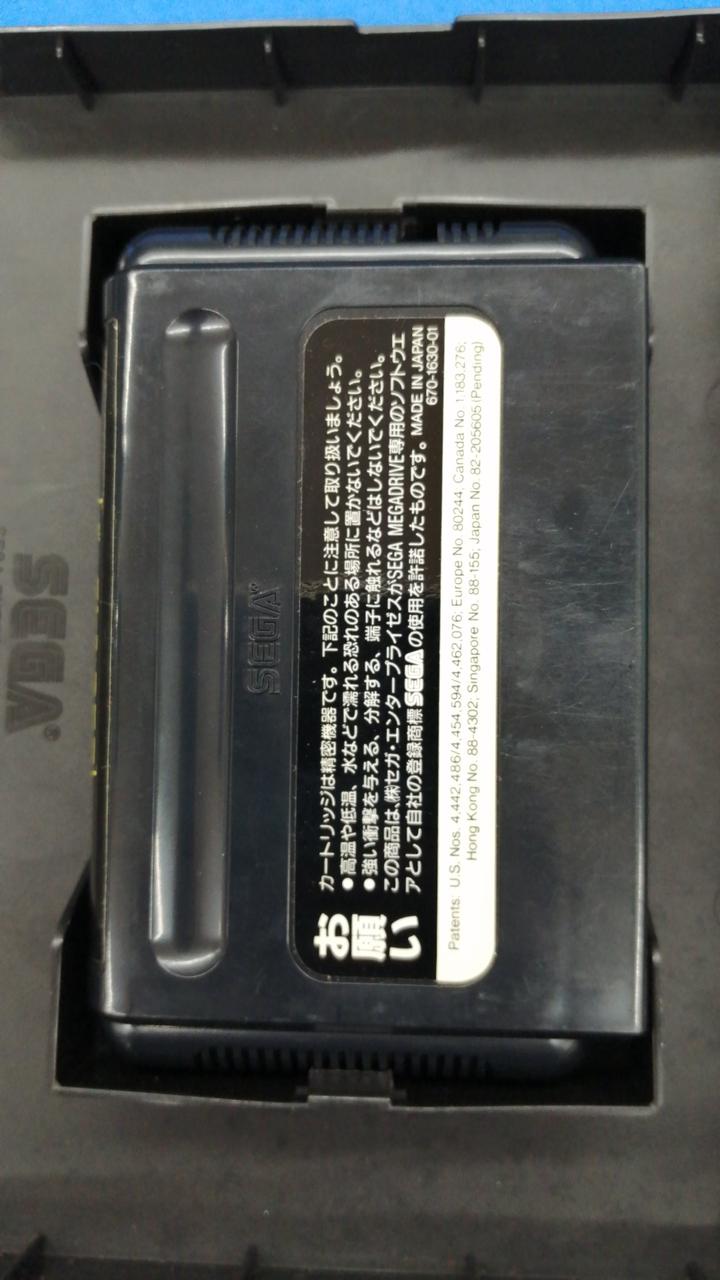 SEGA
お願い
カートリッジは精密機器です。下記のことに注意して取り扱いましょう。
●高温や低温、水などで濡れる恐れのある場所に置かないでください。
●強い衝撃を与える、分解する、端子に触れるなどはしないでください。
この商品は、㈱セガ・エンタープライゼスがSEGA MEGADRIVE専用のソフトウエ
アとして自社の登録商標SEGAの使用を許諾したものです。 MADE IN JAPAN
670-1630-01
Patents: U.S. Nos. 4,442,486/4,454,594/4,462,076; Europe No. 80244; Canada No. 1,183,276;
Hong Kong No. 88-4302; Singapore No. 88-155; Japan No. 82-205605 (Pending)
SEGA®